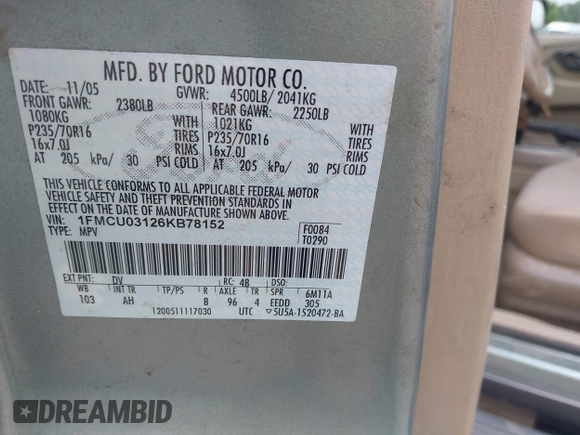 MFD. BY FORD MOTOR CO.
DATE: 11/05 GVWR: 4500LB/ 2041KG
FRONT GAWR: 2380LB REAR GAWR: 2250LB
1080KG WITH 1021KG WITH
P235/70R16 TIRES P235/70R16 TIRES
16x7.0J RIMS 16x7.0J RIMS
AT 205 kPa/ 30 PSI COLD AT 205 kPa/ 30 PSI COLD
THIS VEHICLE CONFORMS TO ALL APPLICABLE FEDERAL MOTOR
VEHICLE SAFETY AND BUMPER STANDARDS AND THEFT PREVENTION STANDARDS IN
EFFECT ON THE DATE OF MANUFACTURE SHOWN ABOVE.
VIN: 1FMCU03126KB78152 F0084
TYPE: MPV T0290
EXT PNT: DV RC: 48 DSO:
WB INT TR TP/PS R AXLE TR SPR 6M11A
103 AH 8 96 4 EEDD 305
1200511117030 UTC ▽5U5A-1520472-BA
DREAMBID